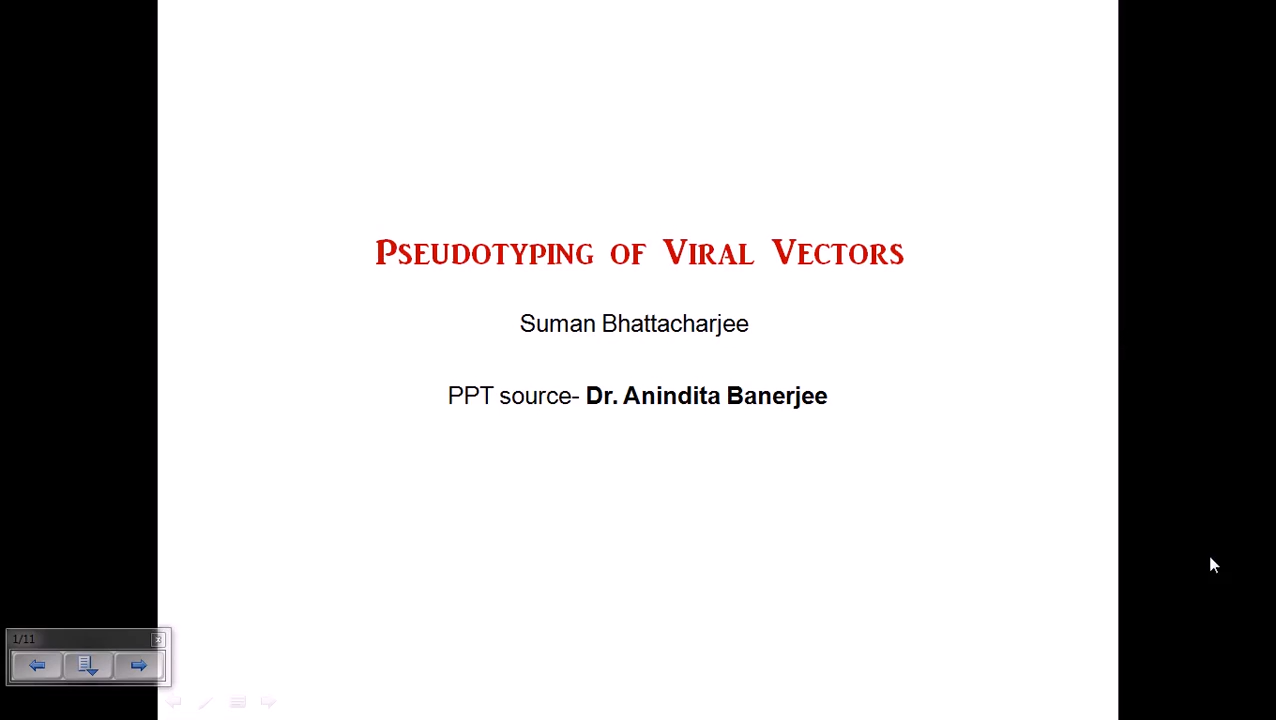 Pseudotyping of Viral Vectors
Suman Bhattacharjee
PPT source- Dr. Anindita Banerjee
1/11